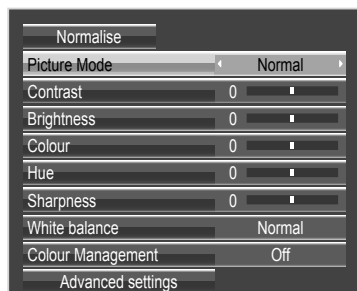 Normalise
Picture Mode Normal
Contrast 0
Brightness 0
Colour 0
Hue 0
Sharpness 0
White balance Normal
Colour Management Off
Advanced settings